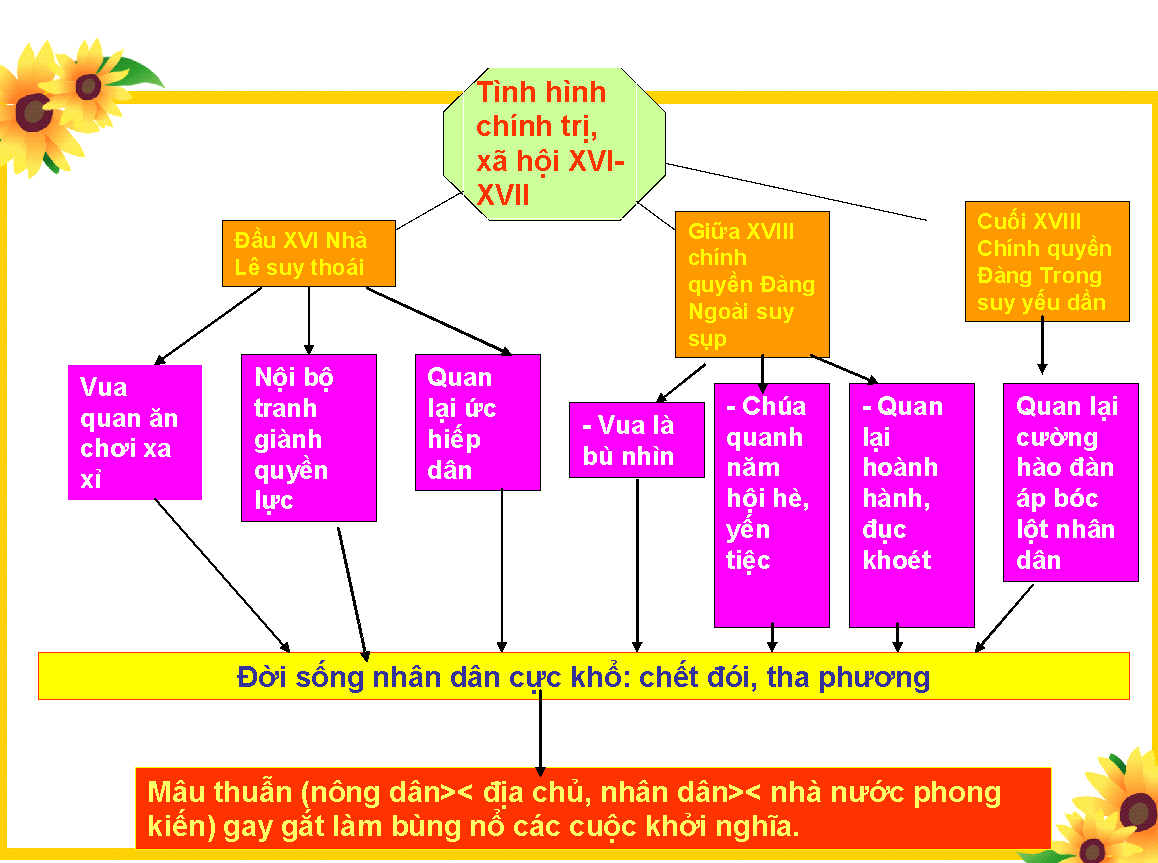 Tình hình
chính trị,
xã hội XVI-
XVII
Đầu XVI Nhà
Lê suy thoái
Giữa XVIII
chính
quyền Đàng
Ngoài suy
sụp
Cuối XVIII
Chính quyền
Đàng Trong
suy yếu dần
Vua
quan ăn
chơi xa
xỉ
Nội bộ
tranh
giành
quyền
lực
Quan
lại ức
hiếp
dân
- Vua là
bù nhìn
- Chúa
quanh
năm
hội hè,
yến
tiệc
- Quan
lại
hoành
hành,
đục
khoét
Quan lại
cường
hào đàn
áp bóc
lột nhân
dân
Đời sống nhân dân cực khổ: chết đói, tha phương
Mâu thuẫn (nông dân>< địa chủ, nhân dân>< nhà nước phong
kiến) gay gắt làm bùng nổ các cuộc khởi nghĩa.